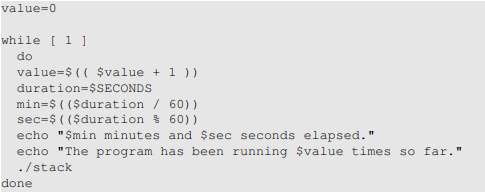 value=0
while [ 1 ]
do
value=$(( $value + 1 ))
duration=$SECONDS
min=$(($duration / 60))
sec=$(($duration % 60))
echo "$min minutes and $sec seconds elapsed."
echo "The program has been running $value times so far."
./stack
done